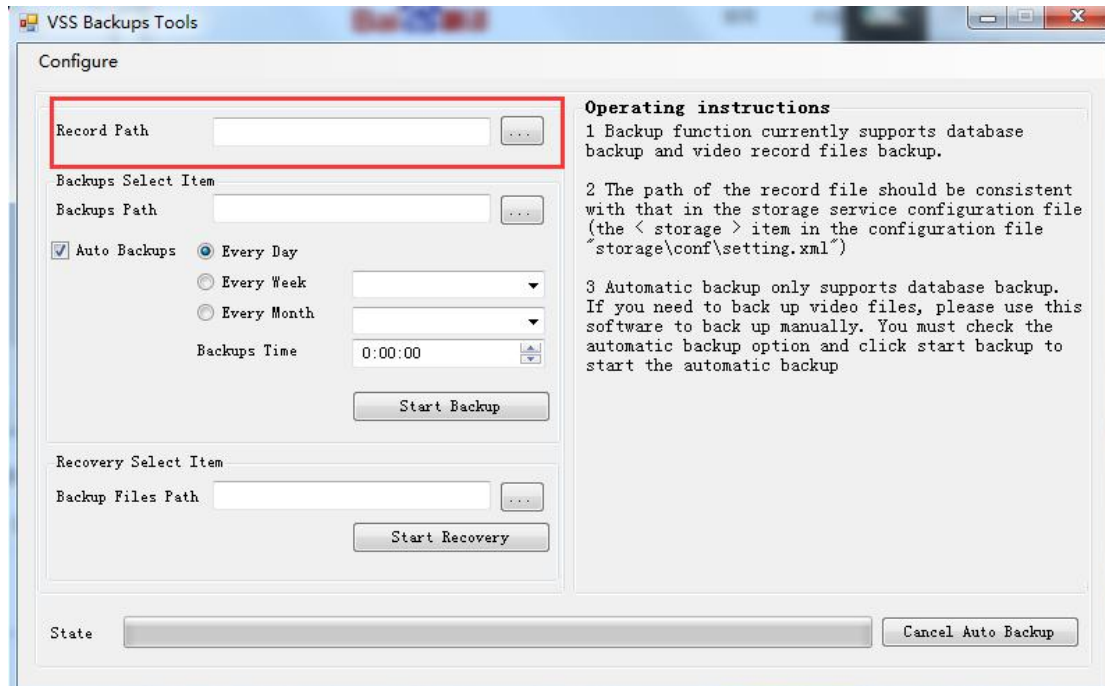 VSS Backups Tools
Configure
Record Path
...
Backups Select Item
Backups Path
...
Auto Backups
Every Day
Every Week
Every Month
Backups Time
0:00:00
Start Backup
Recovery Select Item
Backup Files Path
...
Start Recovery
Operating instructions
1 Backup function currently supports database
backup and video record files backup.
2 The path of the record file should be consistent
with that in the storage service configuration file
(the < storage > item in the configuration file
"storage\conf\setting.xml")
3 Automatic backup only supports database backup.
If you need to back up video files, please use this
software to back up manually. You must check the
automatic backup option and click start backup to
start the automatic backup
State
Cancel Auto Backup